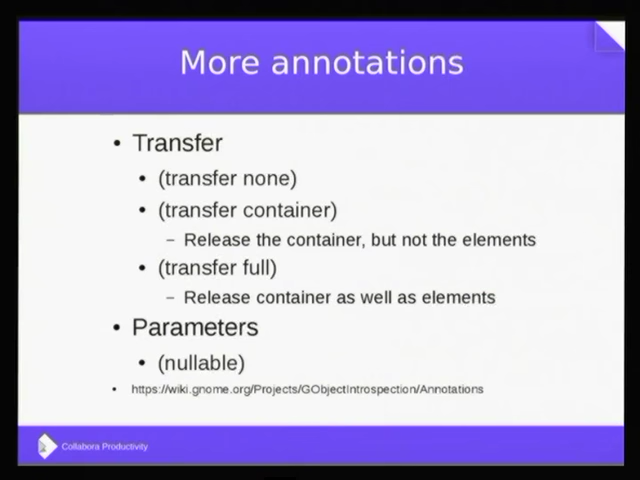 More annotations
• Transfer
• (transfer none)
• (transfer container)
– Release the container, but not the elements
• (transfer full)
– Release container as well as elements
• Parameters
• (nullable)
• https://wiki.gnome.org/Projects/GObjectIntrospection/Annotations
Collabora Productivity